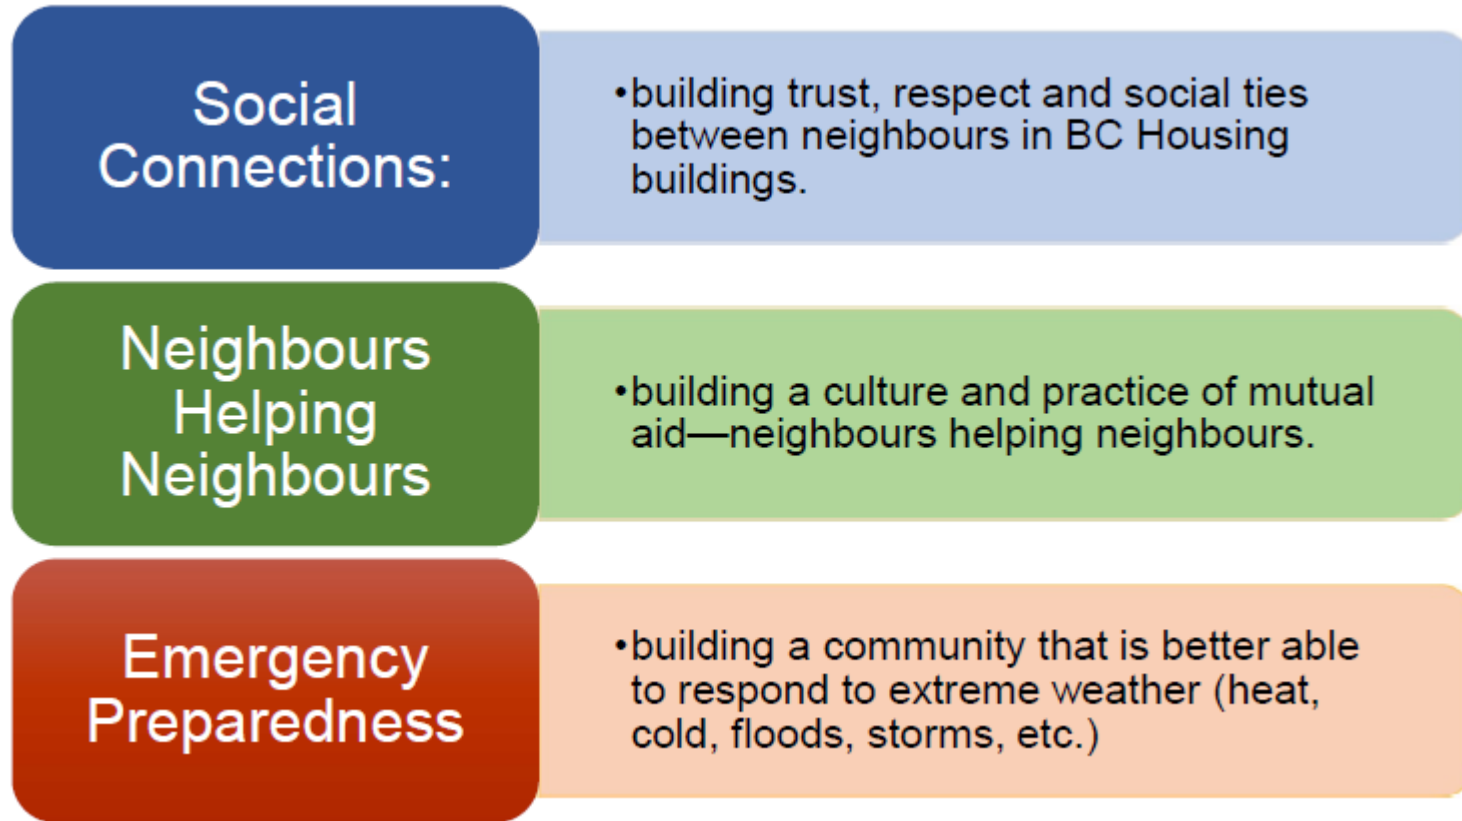 Social
Connections:
•building trust, respect and social ties
between neighbours in BC Housing
buildings.
Neighbours
Helping
Neighbours
•building a culture and practice of mutual
aid—neighbours helping neighbours.
Emergency
Preparedness
•building a community that is better able
to respond to extreme weather (heat,
cold, floods, storms, etc.)